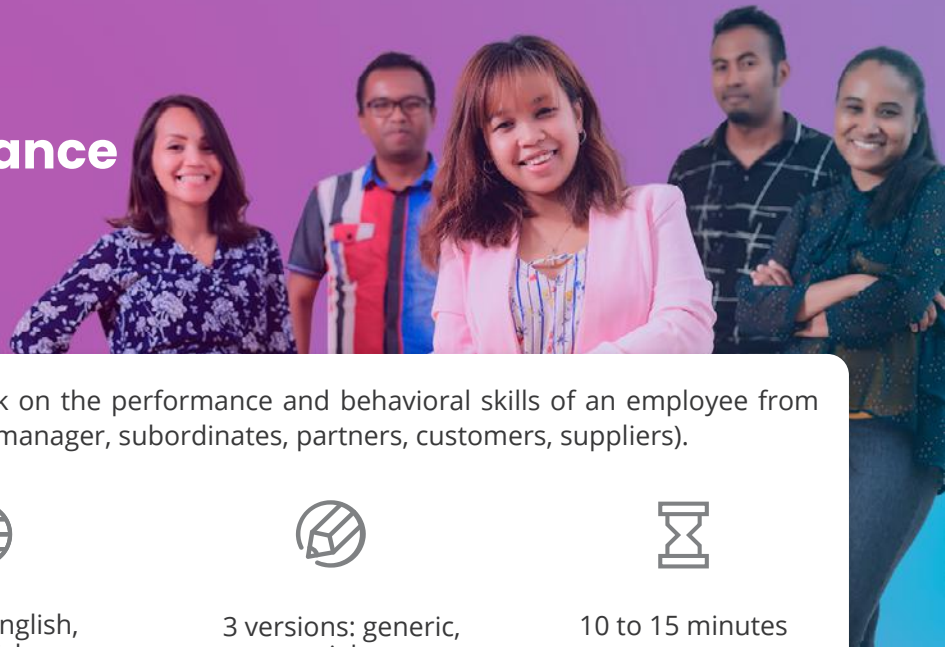 ance
k on the performance and behavioral skills of an employee from
manager, subordinates, partners, customers, suppliers).
nglish,
3 versions: generic,
10 to 15 minutes